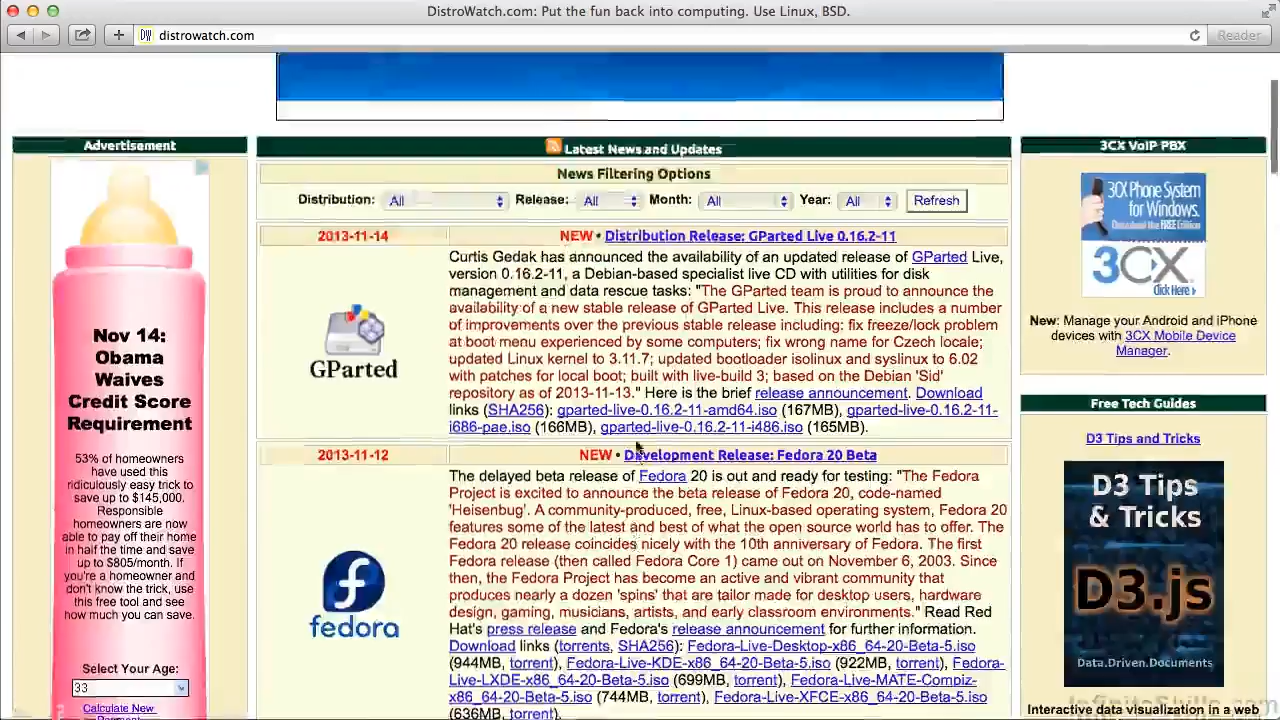 DistroWatch.com: Put the fun back into computing. Use Linux, BSD.
distrowatch.com
Reader
Advertisement
Nov 14:
Obama
Waives
Credit Score
Requirement
53% of homeowners
have used this
ridiculously easy trick to
save up to $145,000.
Responsible
homeowners are now
able to pay off their home
in half the time and save
up to $805/month. If
you're a homeowner and
don't know the trick, use
this free tool and see
how much you can save.
Select Your Age:
33
Calculate New
Latest News and Updates
News Filtering Options
Distribution: All Release: All Month: All Year: All Refresh
2013-11-14 NEW • Distribution Release: GParted Live 0.16.2-11
GParted
Curtis Gedak has announced the availability of an updated release of GParted Live,
version 0.16.2-11, a Debian-based specialist live CD with utilities for disk
management and data rescue tasks: "The GParted team is proud to announce the
availability of a new stable release of GParted Live. This release includes a number
of improvements over the previous stable release including: fix freeze/lock problem
at boot menu experienced by some computers; fix wrong name for Czech locale;
updated Linux kernel to 3.11.7; updated bootloader isolinux and syslinux to 6.02
with patches for local boot; built with live-build 3; based on the Debian 'Sid'
repository as of 2013-11-13." Here is the brief release announcement. Download
links (SHA256): gparted-live-0.16.2-11-amd64.iso (167MB), gparted-live-0.16.2-11-
i686-pae.iso (166MB), gparted-live-0.16.2-11-i486.iso (165MB).
2013-11-12 NEW • Development Release: Fedora 20 Beta
fedora
The delayed beta release of Fedora 20 is out and ready for testing: "The Fedora
Project is excited to announce the beta release of Fedora 20, code-named
'Heisenbug'. A community-produced, free, Linux-based operating system, Fedora 20
features some of the latest and best of what the open source world has to offer. The
Fedora 20 release coincides nicely with the 10th anniversary of Fedora. The first
Fedora release (then called Fedora Core 1) came out on November 6, 2003. Since
then, the Fedora Project has become an active and vibrant community that
produces nearly a dozen 'spins' that are tailor made for desktop users, hardware
design, gaming, musicians, artists, and early classroom environments." Read Red
Hat's press release and Fedora's release announcement for further information.
Download links (torrents, SHA256): Fedora-Live-Desktop-x86_64-20-Beta-5.iso
(944MB, torrent), Fedora-Live-KDE-x86_64-20-Beta-5.iso (922MB, torrent), Fedora-
Live-LXDE-x86_64-20-Beta-5.iso (699MB, torrent), Fedora-Live-MATE-Compiz-
x86_64-20-Beta-5.iso (744MB, torrent), Fedora-Live-XFCE-x86_64-20-Beta-5.iso
(636MB, torrent)
3CX VoIP PBX
3CX Phone System
for Windows.
Download the FREE Edition
3CX
Click Here
New: Manage your Android and iPhone
devices with 3CX Mobile Device
Manager.
Free Tech Guides
D3 Tips and Tricks
D3 Tips
& Tricks
D3.js
Data.Driven.Documents
InfiniteSkills.com
Interactive data visualization in a web